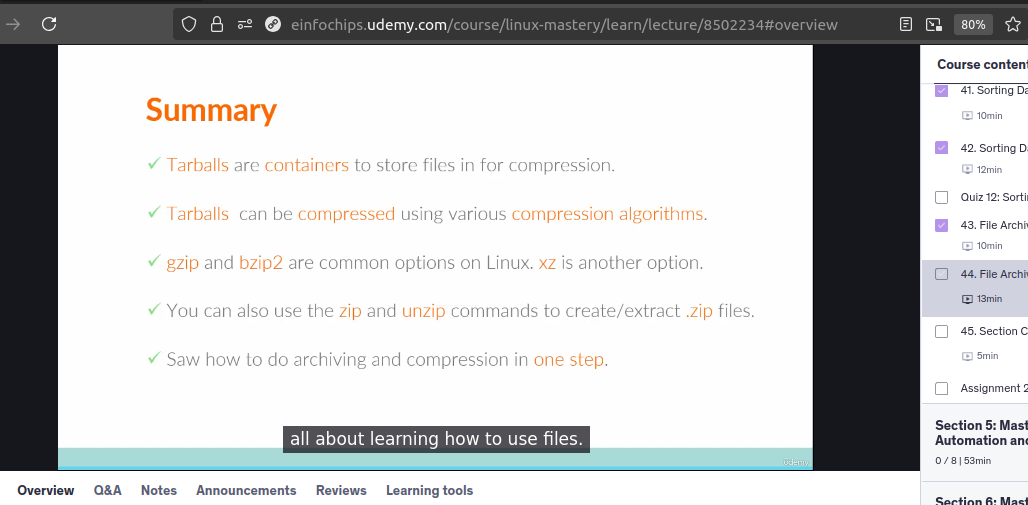 einfochips.udemy.com/course/linux-mastery/learn/lecture/8502234#overview
80%
Summary
✓ Tarballs are containers to store files in for compression.
✓ Tarballs can be compressed using various compression algorithms.
✓ gzip and bzip2 are common options on Linux. xz is another option.
✓ You can also use the zip and unzip commands to create/extract .zip files.
✓ Saw how to do archiving and compression in one step.
all about learning how to use files.
Udemy
Overview Q&A Notes Announcements Reviews Learning tools
Course content
41. Sorting Da
10min
42. Sorting D
12min
Quiz 12: Sorti
43. File Archi
10min
44. File Archi
13min
45. Section C
5min
Assignment 2
Section 5: Mast
Automation and
0 / 8 | 53min
Section 6: Mast